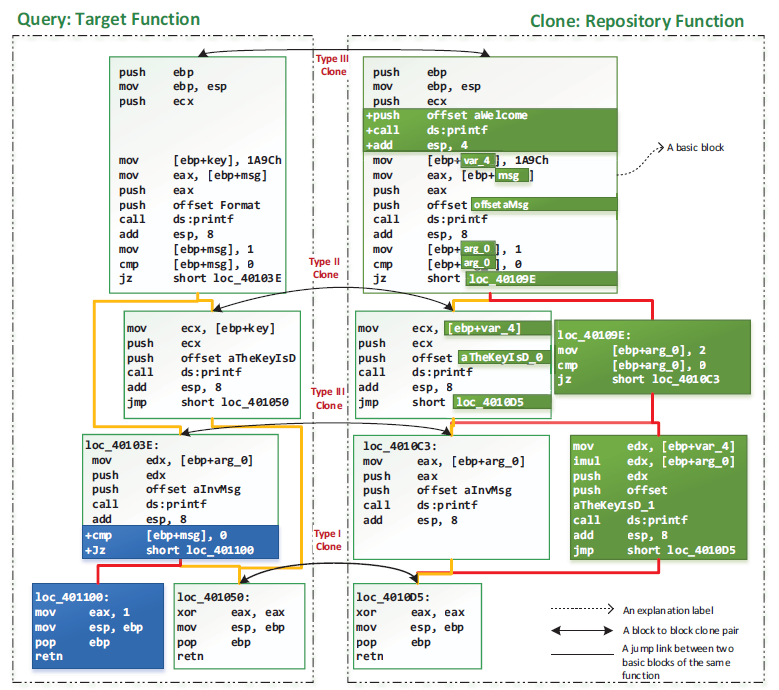 Query: Target Function
Clone: Repository Function
push ebp
mov ebp, esp
push ecx
mov [ebp+key], 1A9Ch
mov eax, [ebp+msg]
push eax
push offset Format
call ds:printf
add esp, 8
mov [ebp+msg], 1
cmp [ebp+msg], 0
jz short loc_40103E
Type III
Clone
push ebp
mov ebp, esp
push ecx
+push offset aWelcome
+call ds:printf
+add esp, 4
mov [ebp+var_4], 1A9Ch
mov eax, [ebp+msg]
push eax
push offset offset aMsg
call ds:printf
add esp, 8
mov [ebp+arg_0], 1
cmp [ebp+arg_0], 0
jz short loc_40109E
A basic block
Type II
Clone
mov ecx, [ebp+key]
push ecx
push offset aTheKeyIsD
call ds:printf
add esp, 8
jmp short loc_401050
mov ecx, [ebp+var_4]
push ecx
push offset aTheKeyIsD_0
call ds:printf
add esp, 8
jmp short loc_4010D5
loc_40109E:
mov [ebp+arg_0], 2
cmp [ebp+arg_0], 0
jz short loc_4010C3
Type III
Clone
loc_40103E:
mov edx, [ebp+arg_0]
push edx
push offset aInvMsg
call ds:printf
add esp, 8
+cmp [ebp+msg], 0
+Jz short loc_401100
loc_4010C3:
mov eax, [ebp+arg_0]
push eax
push offset aInvMsg
call ds:printf
add esp, 8
mov edx, [ebp+var_4]
imul edx, [ebp+arg_0]
push edx
push offset
aTheKeyIsD_1
call ds:printf
add esp, 8
jmp short loc_4010D5
Type I
Clone
loc_401100:
mov eax, 1
mov esp, ebp
pop ebp
retn
loc_401050:
xor eax, eax
mov esp, ebp
pop ebp
retn
loc_4010D5:
xor eax, eax
mov esp, ebp
pop ebp
retn
An explanation label
A block to block clone pair
A jump link between two
basic blocks of the same
function